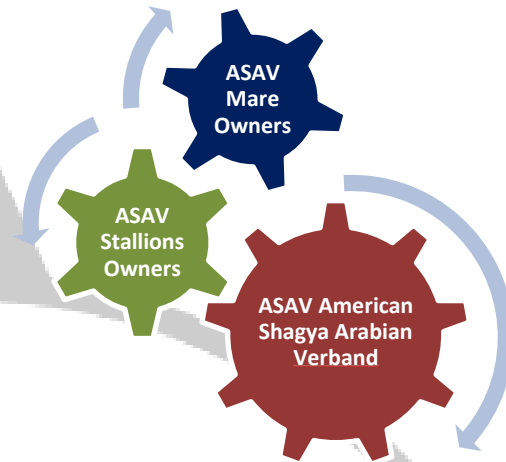 ASAV
Mare
Owners
ASAV
Stallions
Owners
ASAV American
Shagya Arabian
Verband